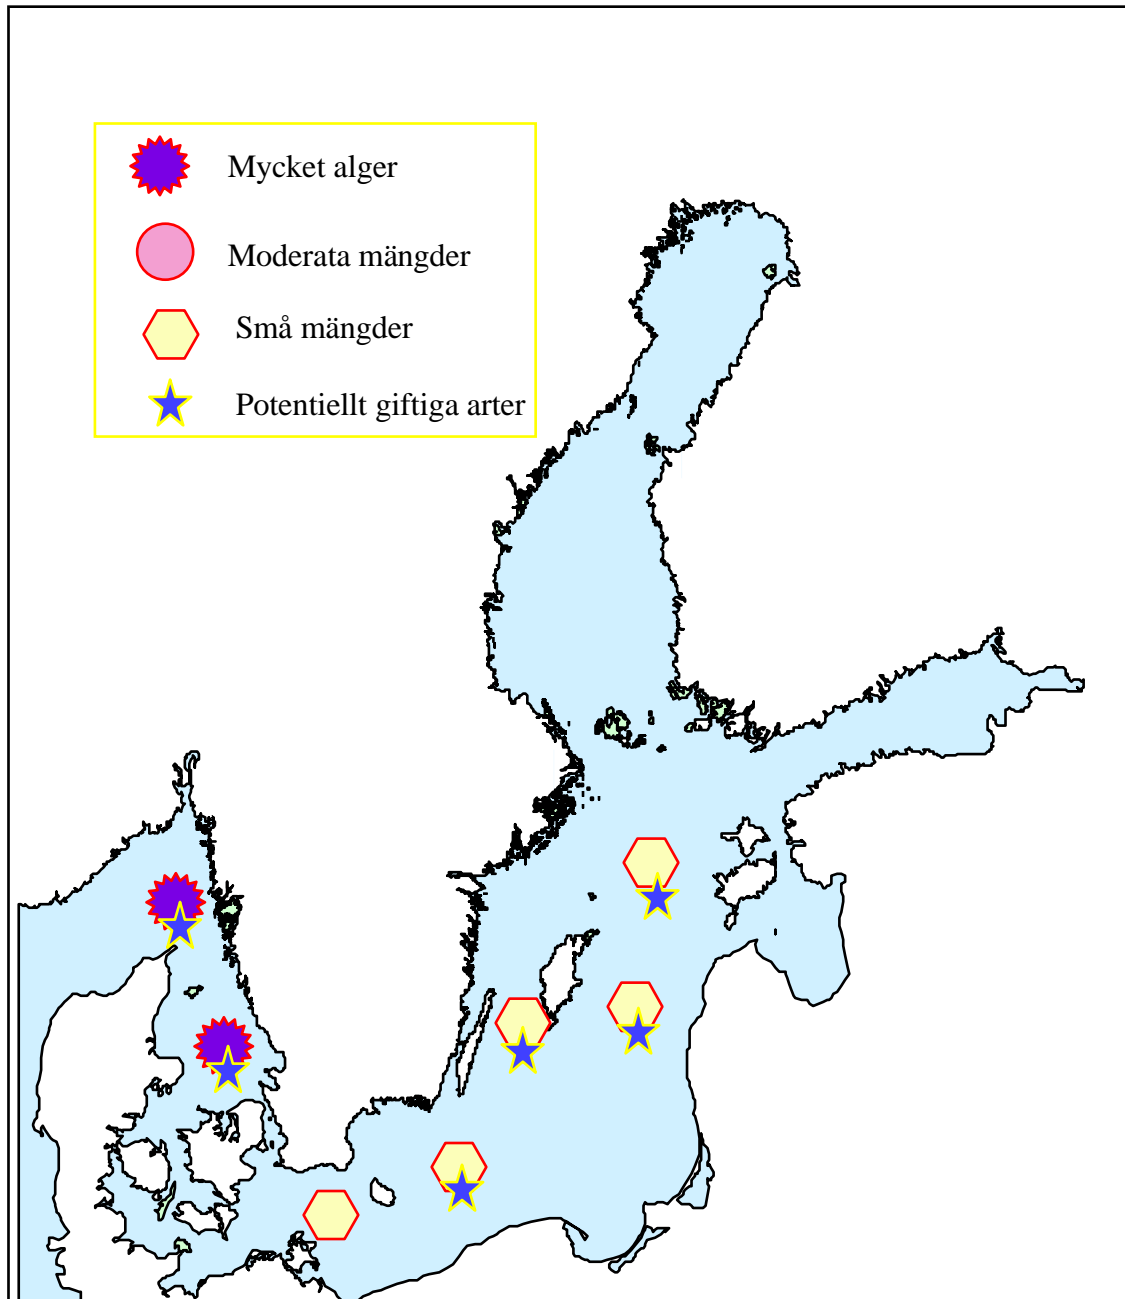 Mycket alger
Moderata mängder
Små mängder
Potentiellt giftiga arter